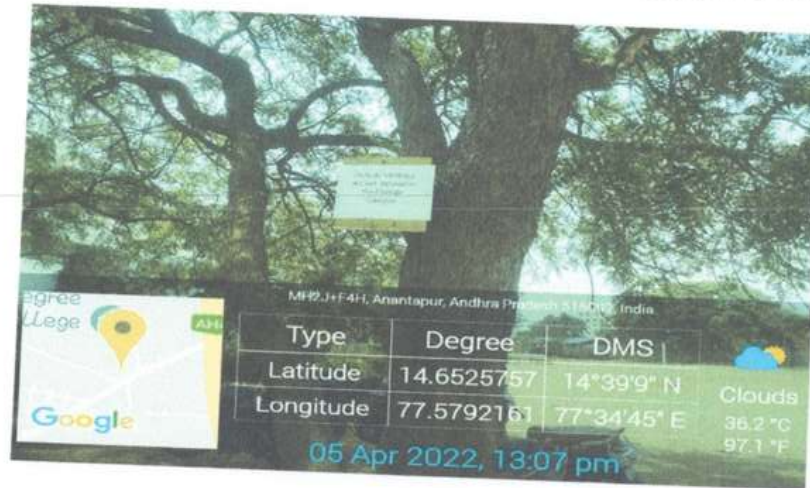 MH2J+F4H, Anantapur, Andhra Pradesh 515002, India
egree
llege
AH4
Google
Type Degree DMS
Latitude 14.6525757 14°39'9" N
Longitude 77.5792161 77°34'45" E
Clouds
36.2 °C
97.1 °F
05 Apr 2022, 13:07 pm